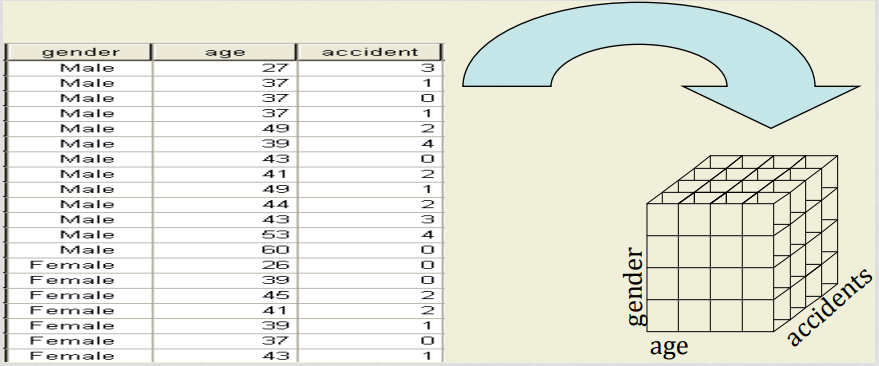 gender age accident
Male 27 3
Male 37 1
Male 37 0
Male 37 1
Male 49 2
Male 39 4
Male 43 0
Male 41 2
Male 49 1
Male 44 2
Male 43 3
Male 53 4
Male 60 0
Female 26 0
Female 39 0
Female 45 2
Female 41 2
Female 39 1
Female 37 0
Female 43 1
gender
age
accidents